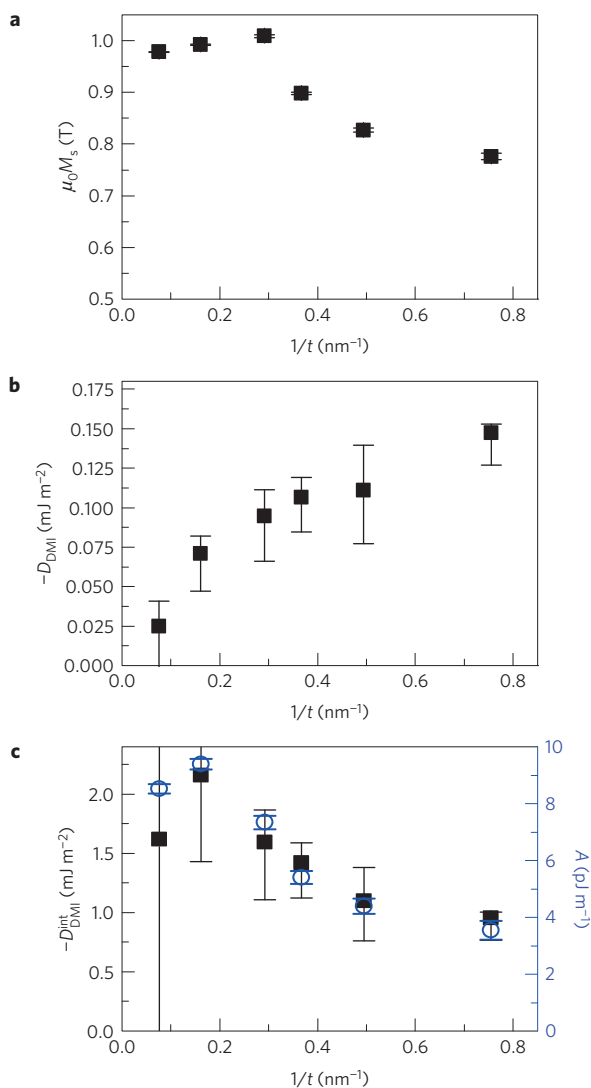 a
1.0
0.9
0.8
0.7
0.6
0.5
μ₀Mₛ (T)
0.0 0.2 0.4 0.6 0.8
1/t (nm⁻¹)
b
0.175
0.150
0.125
0.100
0.075
0.050
0.025
0.000
−D_DMI (mJ m⁻²)
0.0 0.2 0.4 0.6 0.8
1/t (nm⁻¹)
c
2.0
1.5
1.0
0.5
0.0
−D_DMI^int (mJ m⁻²)
10
8
6
4
2
0
A (pJ m⁻¹)
0.0 0.2 0.4 0.6 0.8
1/t (nm⁻¹)